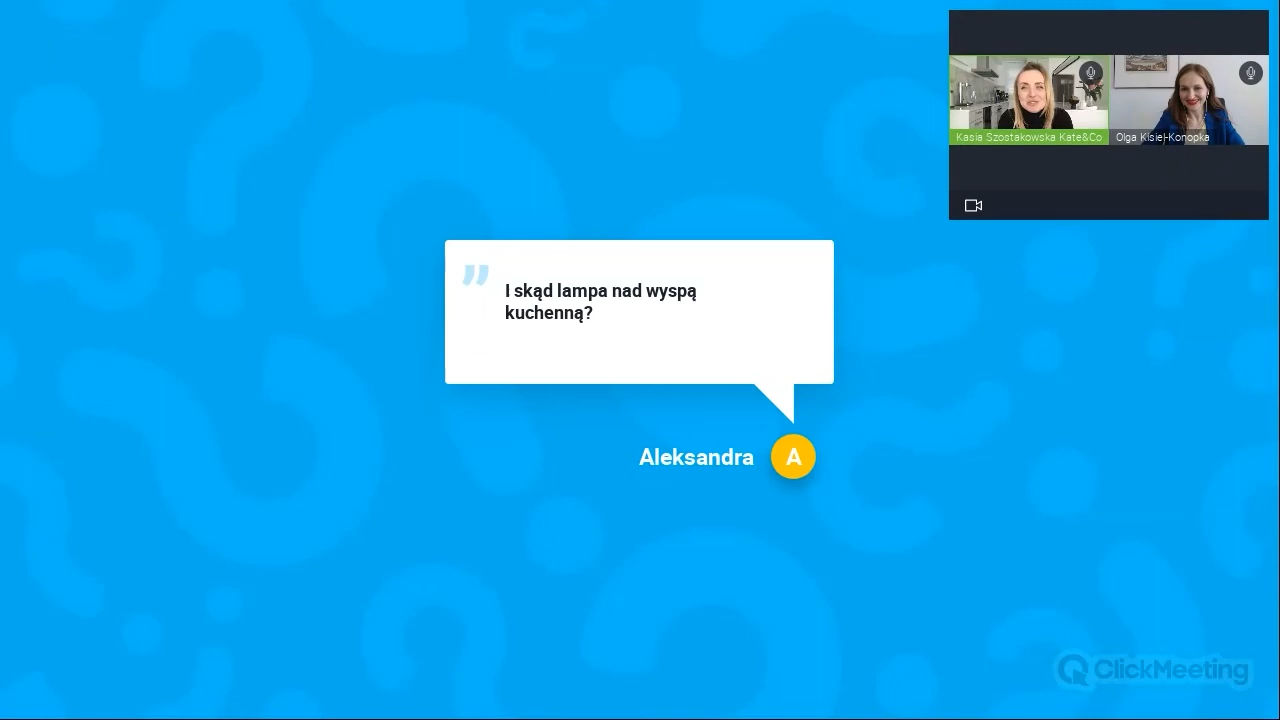 Kasia Szostakowska Kate&Co
Olga Kisiel-Konopka
I skąd lampa nad wyspą
kuchenną?
Aleksandra
A
ClickMeeting